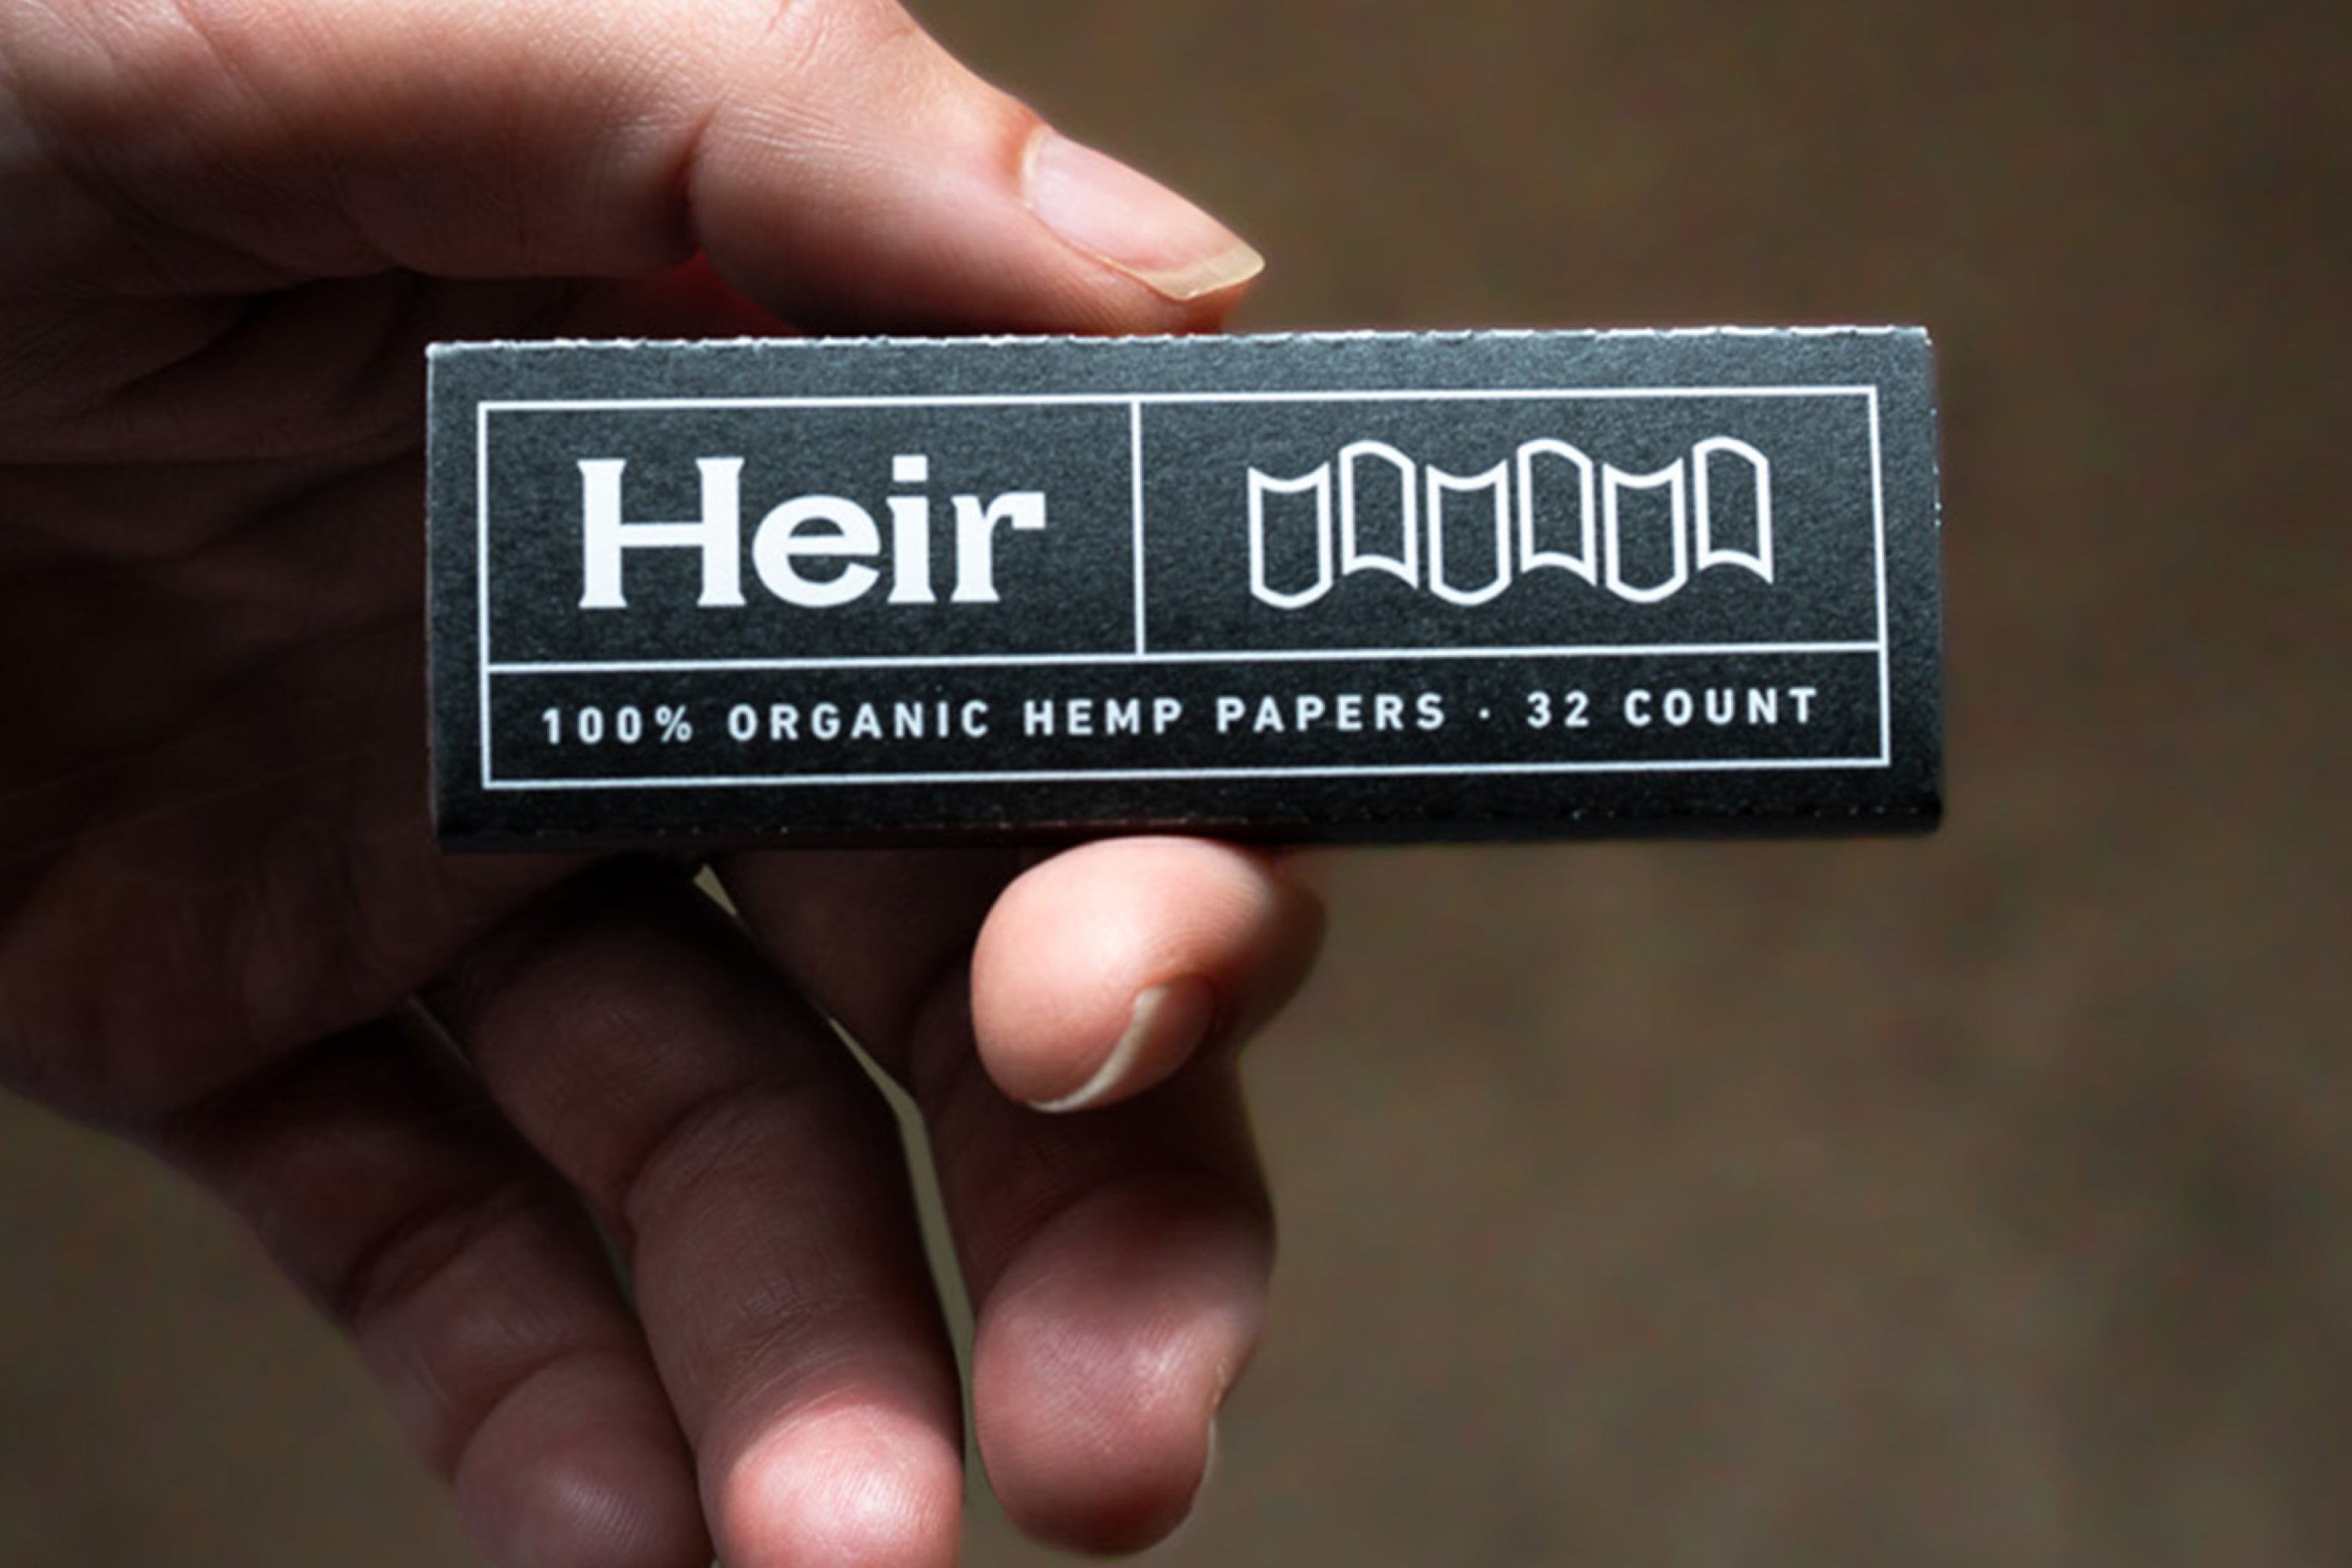 Heir
100% ORGANIC HEMP PAPERS · 32 COUNT